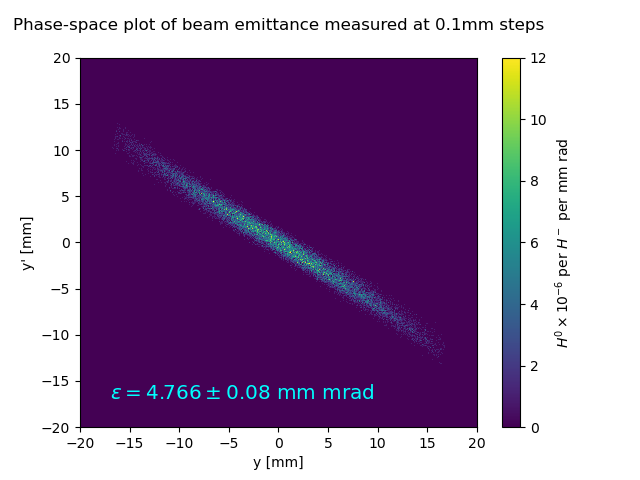 Phase-space plot of beam emittance measured at 0.1mm steps
20
15
10
5
0
−5
−10
−15
−20
y' [mm]
ε = 4.766 ± 0.08 mm mrad
−20 −15 −10 −5 0 5 10 15 20
y [mm]
12
10
8
6
4
2
0
H⁰ × 10⁻⁶ per H⁻ per mm rad